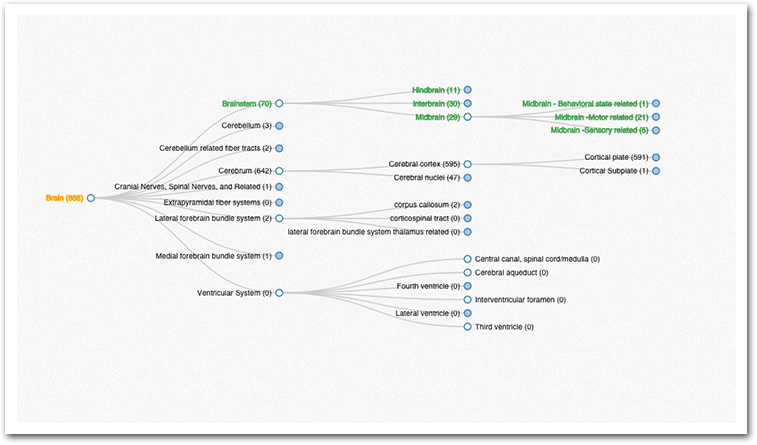 Brain (886)
Brainstem (70)
Cerebellum (3)
Cerebellum related fiber tracts (2)
Cerebrum (642)
Cranial Nerves, Spinal Nerves, and Related (1)
Extrapyramidal fiber systems (0)
Lateral forebrain bundle system (2)
Medial forebrain bundle system (1)
Ventricular System (0)
Hindbrain (11)
Interbrain (30)
Midbrain (29)
Cerebral cortex (595)
Cerebral nuclei (47)
corpus callosum (2)
corticospinal tract (0)
lateral forebrain bundle system thalamus related (0)
Central canal, spinal cord/medulla (0)
Cerebral aqueduct (0)
Fourth ventricle (0)
Interventricular foramen (0)
Lateral ventricle (0)
Third ventricle (0)
Midbrain - Behavioral state related (1)
Midbrain -Motor related (21)
Midbrain -Sensory related (5)
Cortical plate (591)
Cortical Subplate (1)